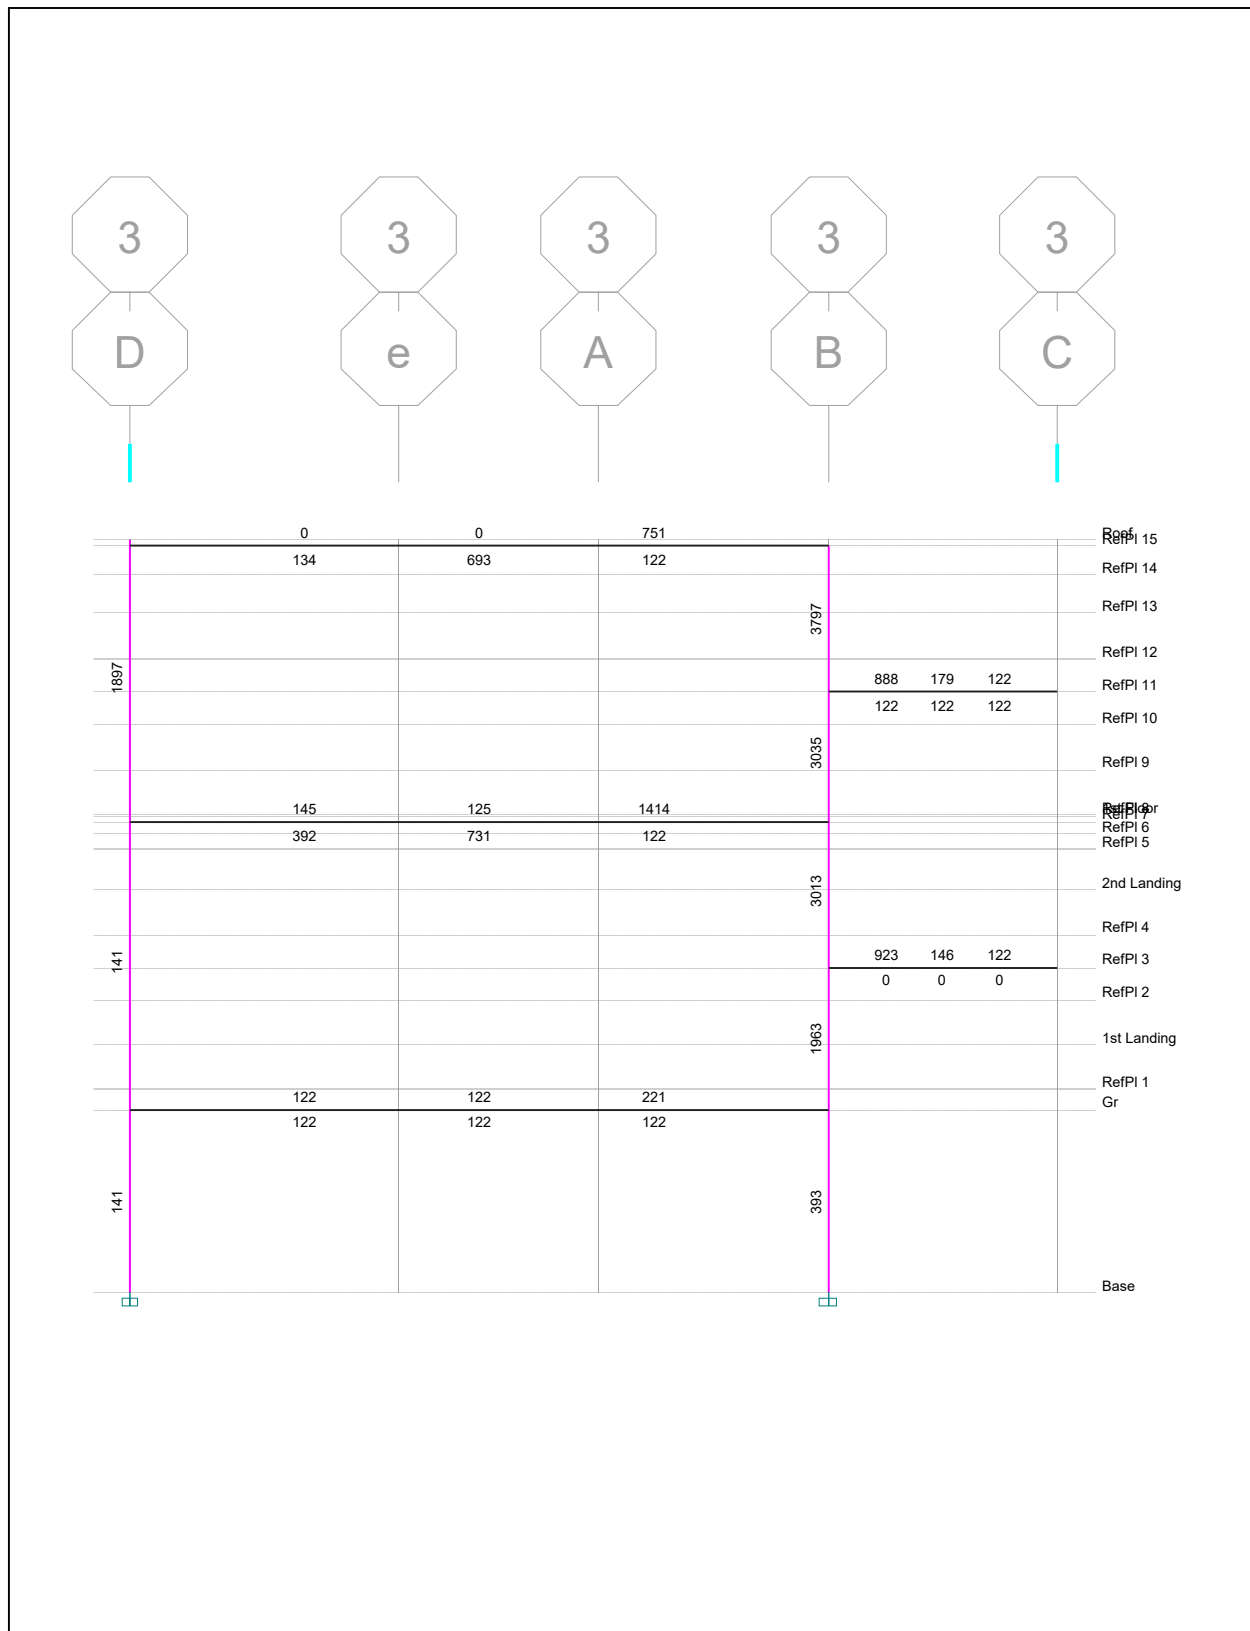 3 3 3 3 3
D e A B C
0 0 751
Roof
RefPl 15
134 693 122
RefPl 14
RefPl 13
3797
RefPl 12
1897
888 179 122
RefPl 11
122 122 122
RefPl 10
3035
RefPl 9
145 125 1414
RefPl 7
392 731 122
RefPl 6
RefPl 5
3013
2nd Landing
RefPl 4
141
923 146 122
RefPl 3
0 0 0
RefPl 2
1963
1st Landing
RefPl 1
122 122 221
Gr
122 122 122
141
393
Base